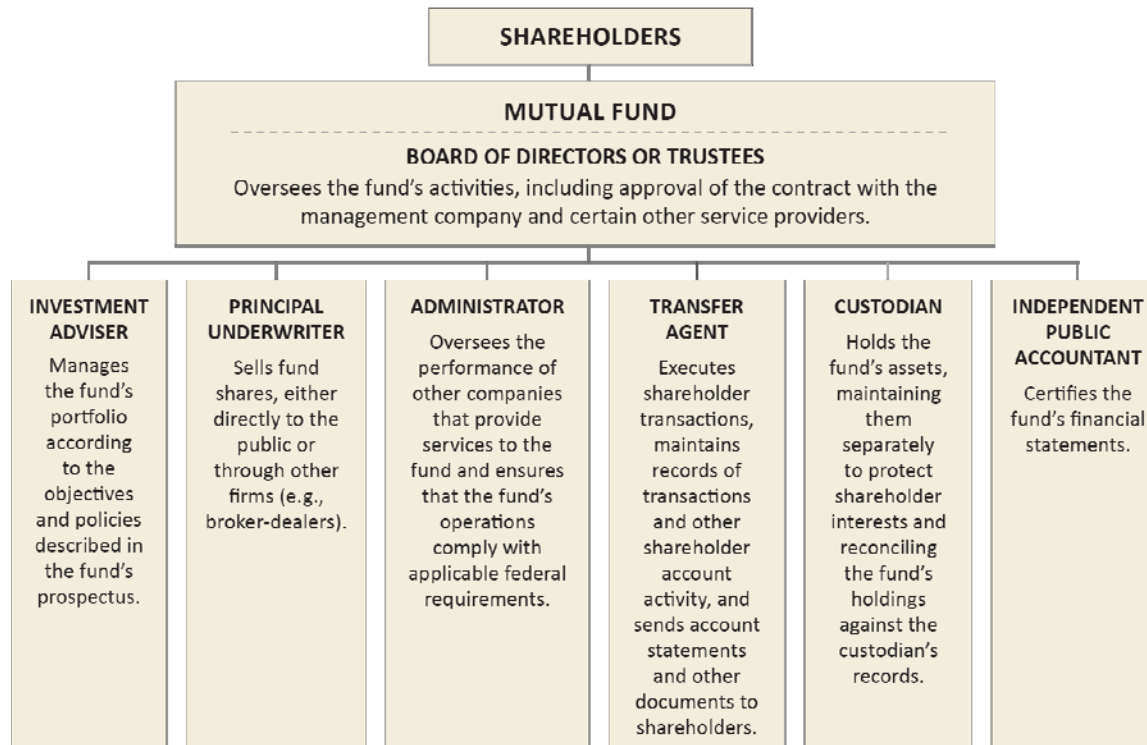 SHAREHOLDERS
MUTUAL FUND
BOARD OF DIRECTORS OR TRUSTEES
Oversees the fund’s activities, including approval of the contract with the
management company and certain other service providers.
INVESTMENT
ADVISER
Manages
the fund’s
portfolio
according
to the
objectives
and policies
described in
the fund’s
prospectus.
PRINCIPAL
UNDERWRITER
Sells fund
shares, either
directly to the
public or
through other
firms (e.g.,
broker-dealers).
ADMINISTRATOR
Oversees the
performance of
other companies
that provide
services to the
fund and ensures
that the fund’s
operations
comply with
applicable federal
requirements.
TRANSFER
AGENT
Executes
shareholder
transactions,
maintains
records of
transactions
and other
shareholder
account
activity, and
sends account
statements
and other
documents to
shareholders.
CUSTODIAN
Holds the
fund’s assets,
maintaining
them
separately
to protect
shareholder
interests and
reconciling
the fund’s
holdings
against the
custodian’s
records.
INDEPENDENT
PUBLIC
ACCOUNTANT
Certifies the
fund’s financial
statements.